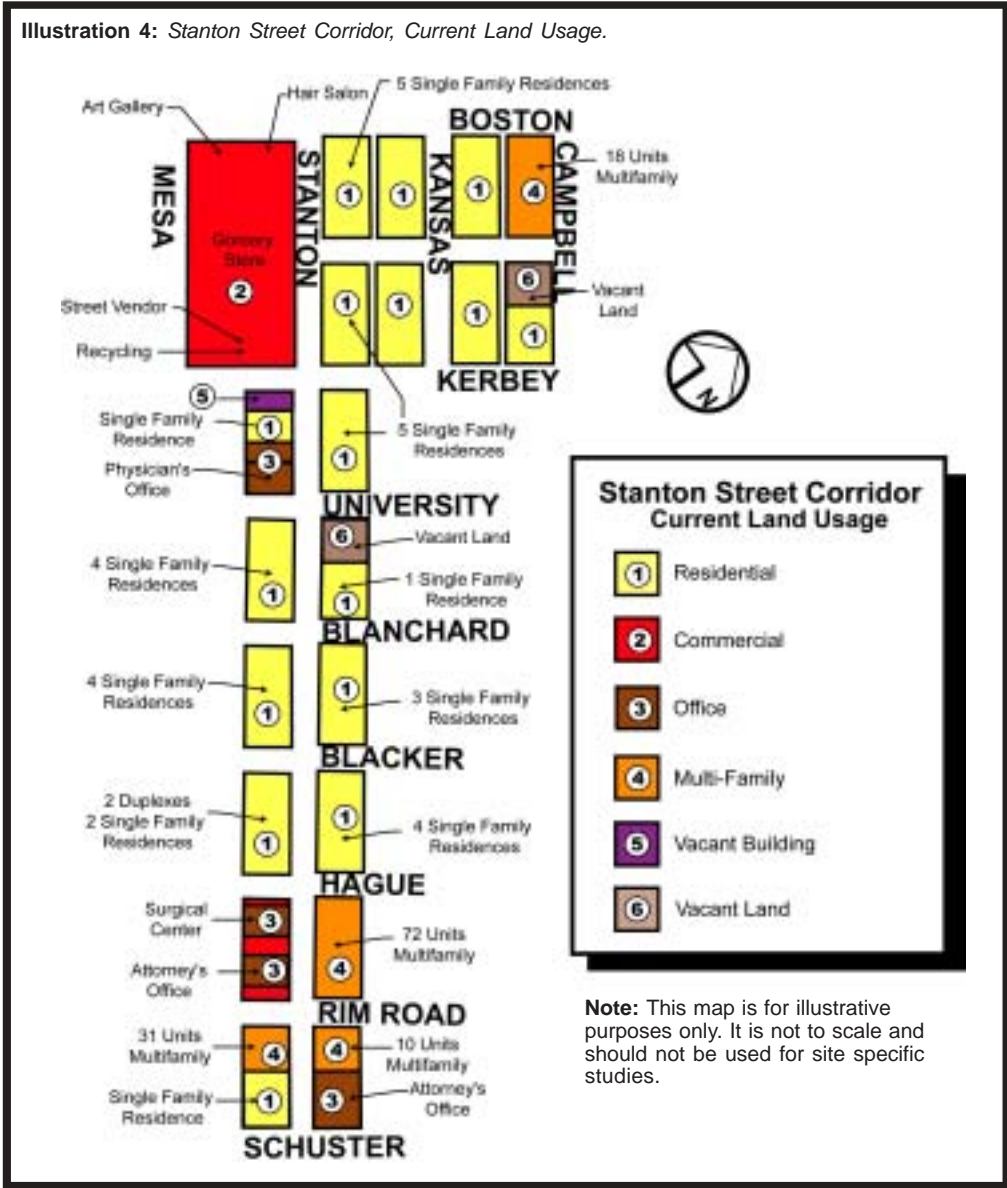 Illustration 4: Stanton Street Corridor, Current Land Usage.
Art Gallery
Hair Salon
5 Single Family Residences
BOSTON
MESA
STANTON
KANSAS
CAMPBELL
18 Units
Multifamily
1
1
1
4
Gorcery
Store
2
1
1
1
6
1
Vacant
Land
Street Vendor
Recycling
KERBEY
N
5
Single Family
Residence
1
3
Physician's
Office
5 Single Family
Residences
1
UNIVERSITY
6
Vacant Land
4 Single Family
Residences
1
1 Single Family
Residence
1
BLANCHARD
4 Single Family
Residences
1
1
3 Single Family
Residences
BLACKER
2 Duplexes
2 Single Family
Residences
1
1
4 Single Family
Residences
HAGUE
Surgical
Center
3
Attorney's
Office
3
72 Units
Multifamily
4
RIM ROAD
31 Units
Multifamily
4
4
10 Units
Multifamily
Single Family
Residence
1
3
Attorney's
Office
SCHUSTER
Stanton Street Corridor
Current Land Usage
1 Residential
2 Commercial
3 Office
4 Multi-Family
5 Vacant Building
6 Vacant Land
Note: This map is for illustrative
purposes only. It is not to scale and
should not be used for site specific
studies.